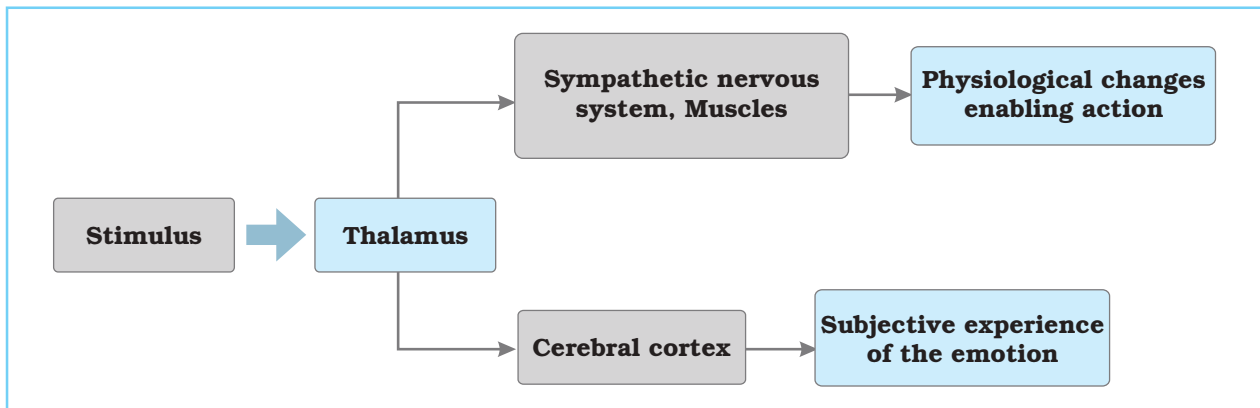 Sympathetic nervous
system, Muscles
Physiological changes
enabling action
Stimulus
Thalamus
Cerebral cortex
Subjective experience
of the emotion